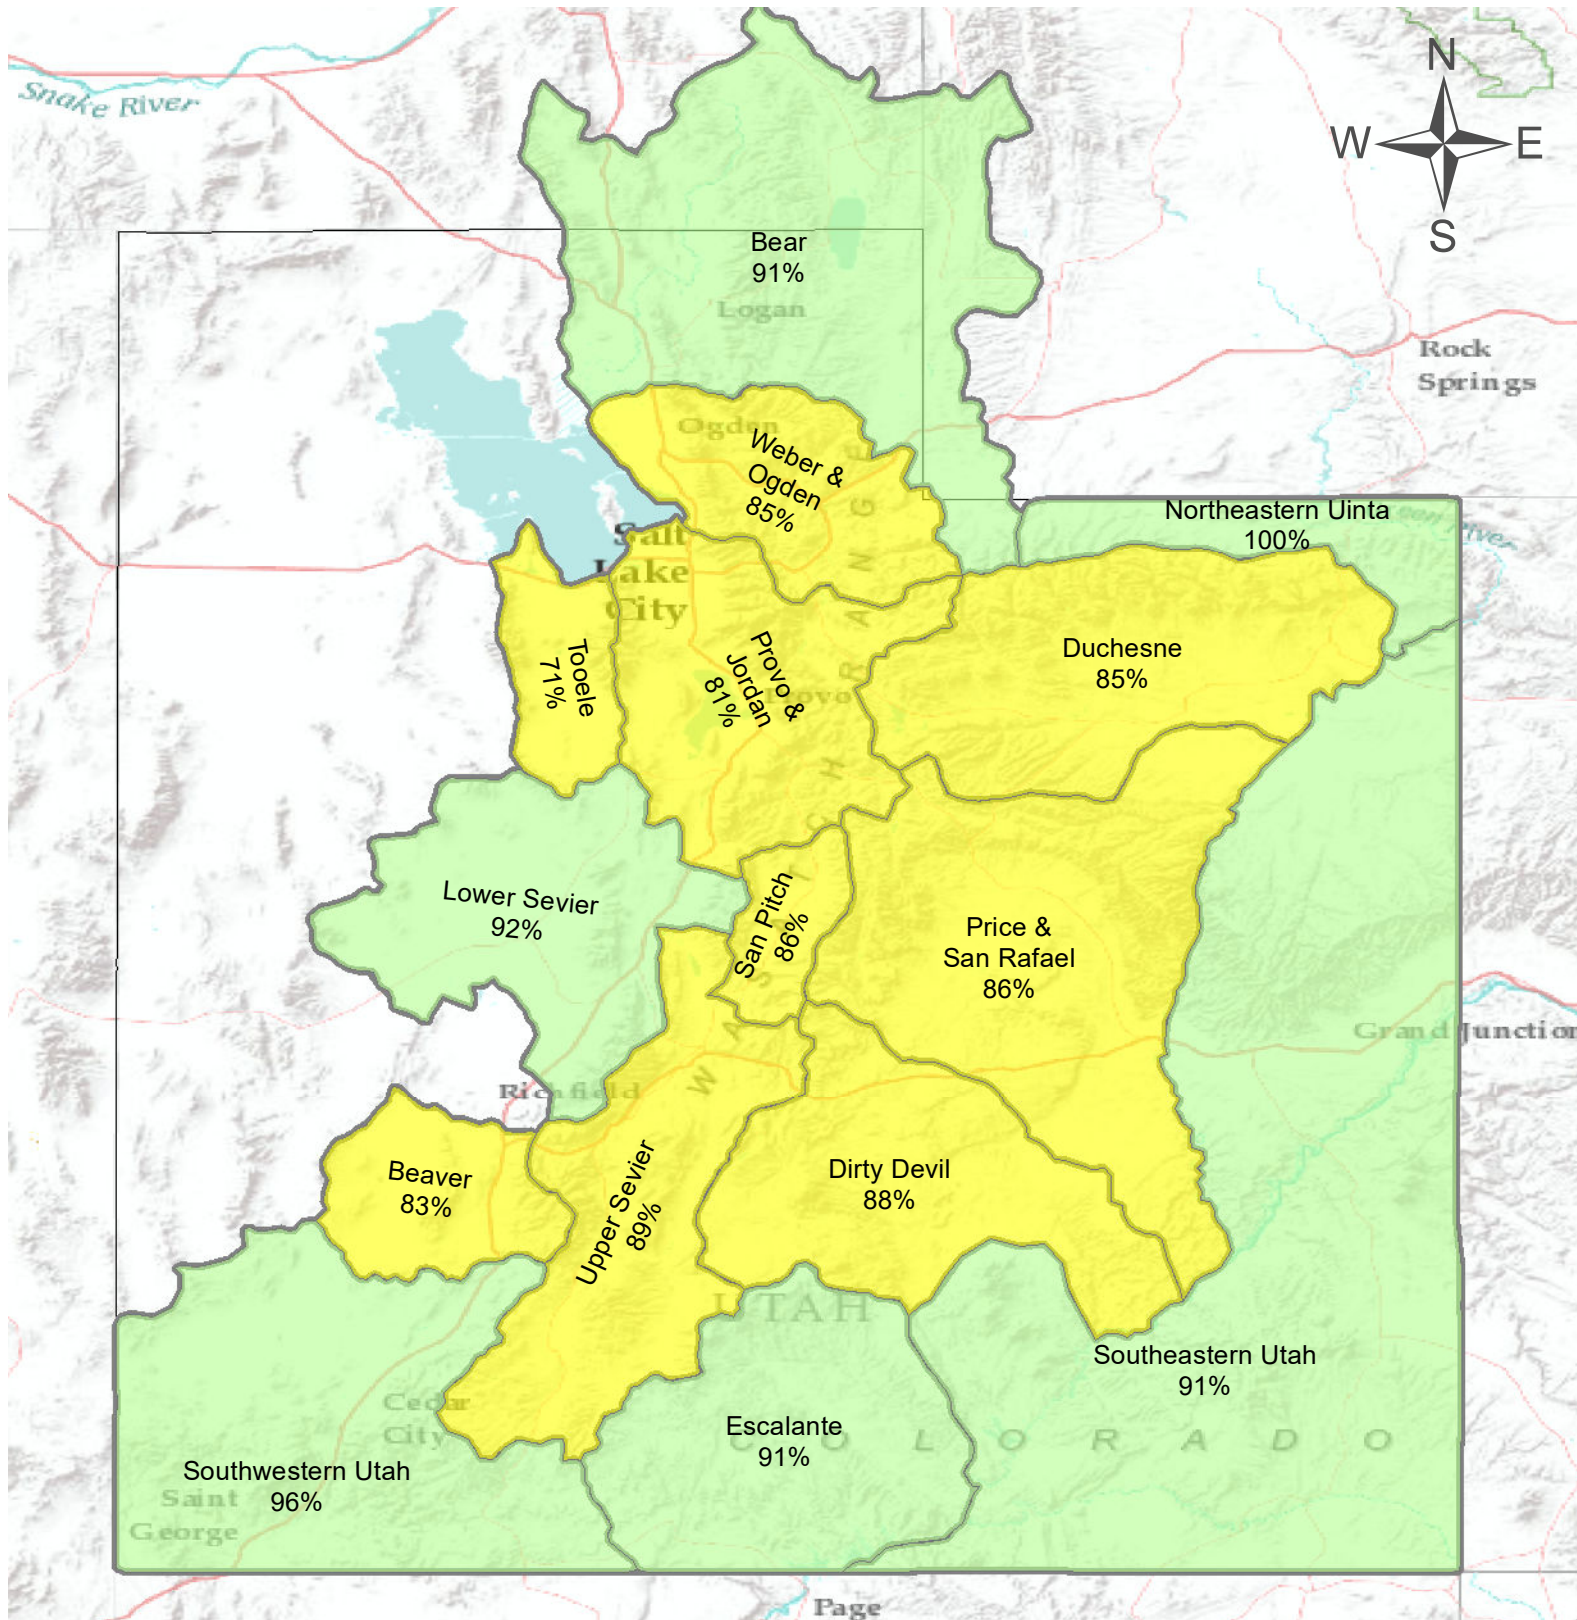 Snake River
N
W
E
S
Bear
91%
Logan
Rock
Springs
Ogden
Weber &
Ogden
85%
Northeastern Uinta
100%
Salt
Lake
City
Tooele
71%
Provo &
Jordan
81%
Provo
Duchesne
85%
WASATCH RANGE
Lower Sevier
92%
San Pitch
86%
Price &
San Rafael
86%
Grand Junction
Richfield
Beaver
83%
Upper Sevier
89%
Dirty Devil
88%
UTAH
Southeastern Utah
91%
Cedar
City
Escalante
91%
COLORADO
Southwestern Utah
96%
Saint
George
Page